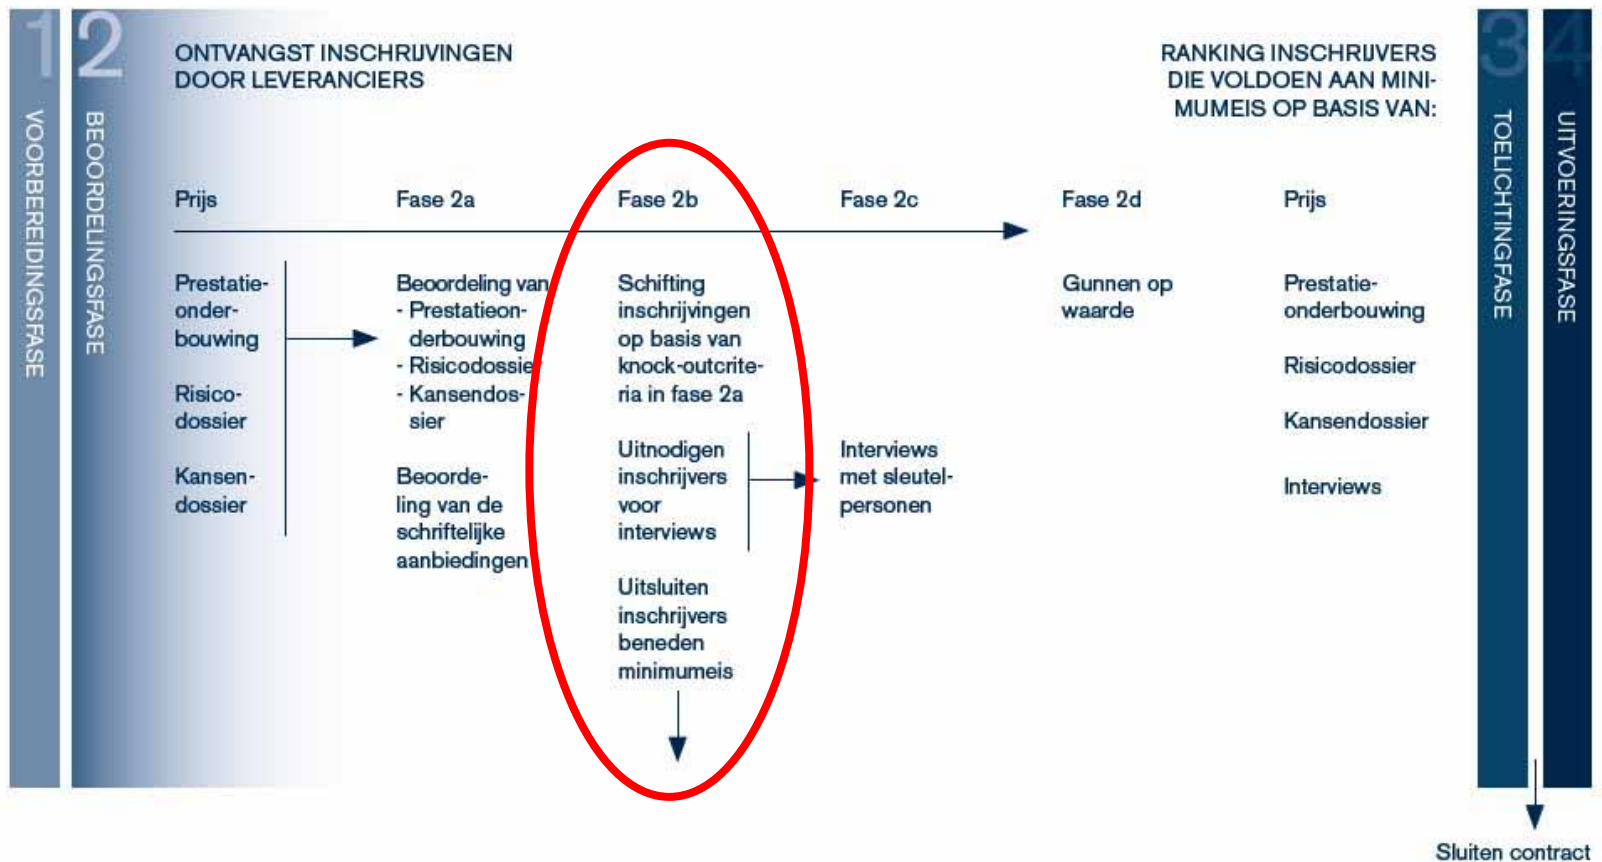 1
VOORBEREIDINGSFASE
2
BEOORDELINGSFASE
ONTVANGST INSCHRIJVINGEN
DOOR LEVERANCIERS
RANKING INSCHRIJVERS
DIE VOLDOEN AAN MINI-
MUMEIS OP BASIS VAN:
Prijs
Prestatie-
onder-
bouwing
Risico-
dossier
Kansen-
dossier
Fase 2a
Beoordeling van
- Prestatieon-
derbouwing
- Risicodossier
- Kansendos-
sier
Beoorde-
ling van de
schriftelijke
aanbiedingen
Fase 2b
Schifting
inschrijvingen
op basis van
knock-outcrite-
ria in fase 2a
Uitnodigen
inschrijvers
voor
interviews
Uitsluiten
inschrijvers
beneden
minimumeis
Fase 2c
Interviews
met sleutel-
personen
Fase 2d
Gunnen op
waarde
Prijs
Prestatie-
onderbouwing
Risicodossier
Kansendossier
Interviews
3
TOELICHTINGFASE
4
UITVOERINGSFASE
Sluiten contract